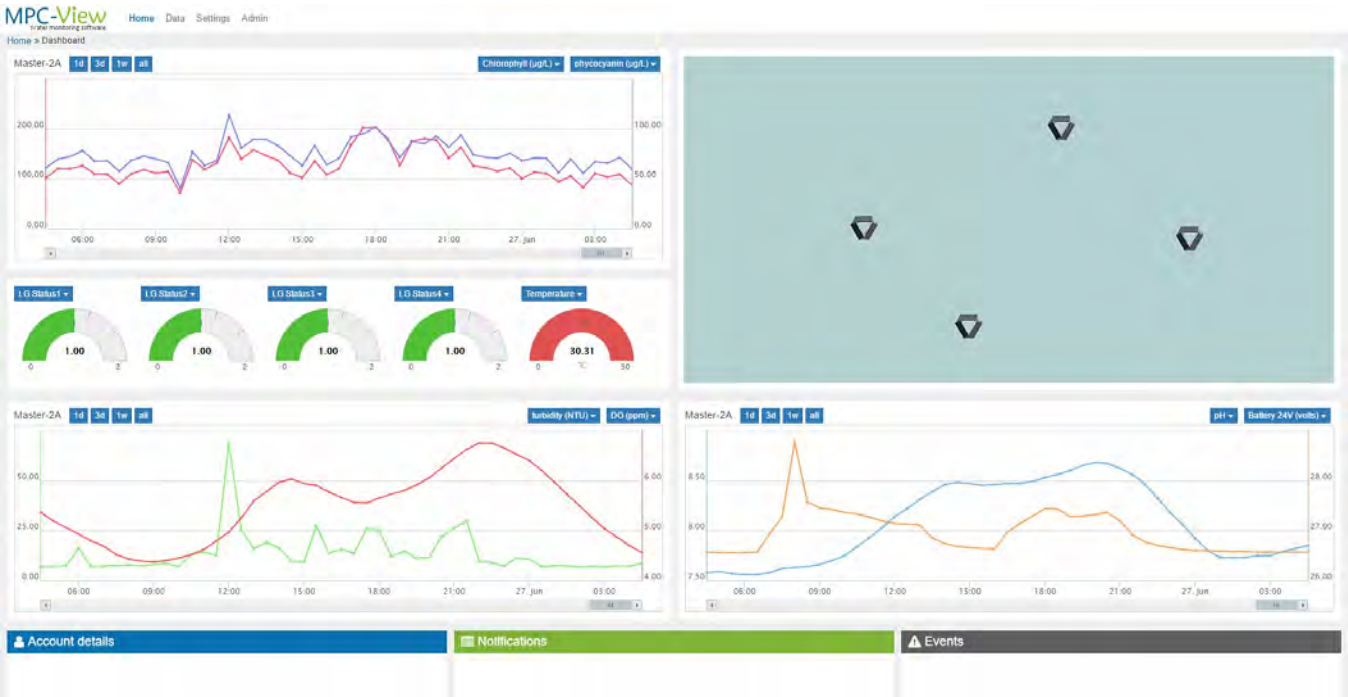 MPC-View
water monitoring software
Home Data Settings Admin
Home » Dashboard
Master-2A 1d 3d 1w all Chlorophyll (ug/L) phycocyanin (ug/L)
200.00 100.00
100.00 50.00
0.00 0.00
06:00 09:00 12:00 15:00 18:00 21:00 27. Jun 03:00
LG Status1 LG Status2 LG Status3 LG Status4 Temperature
1.00 1.00 1.00 1.00 30.31
0 2 0 2 0 2 0 2 0 °C 30
Master-2A 1d 3d 1w all turbidity (NTU) DO (ppm)
50.00 6.00
25.00 5.00
0.00 4.00
06:00 09:00 12:00 15:00 18:00 21:00 27. Jun 03:00
Master-2A 1d 3d 1w all pH Battery 24V (volts)
8.50 28.00
8.00 27.00
7.50 26.00
06:00 09:00 12:00 15:00 18:00 21:00 27. Jun 03:00
Account details Notifications Events